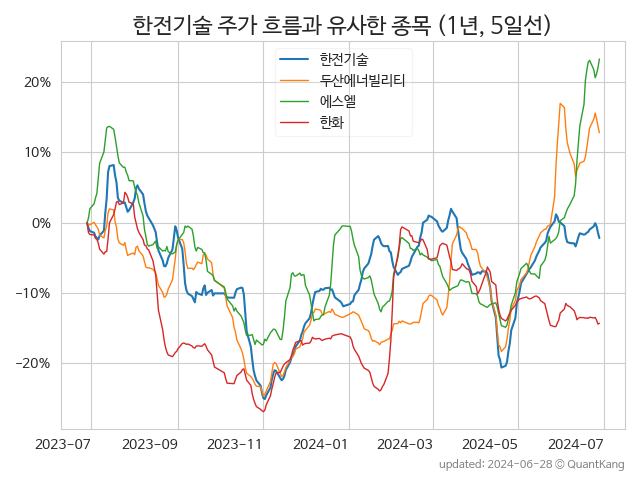 한전기술 주가 흐름과 유사한 종목 (1년, 5일선)
한전기술
두산에너빌리티
에스엘
한화
20%
10%
0%
−10%
−20%
2023-07 2023-09 2023-11 2024-01 2024-03 2024-05 2024-07
updated: 2024-06-28 © QuantKang